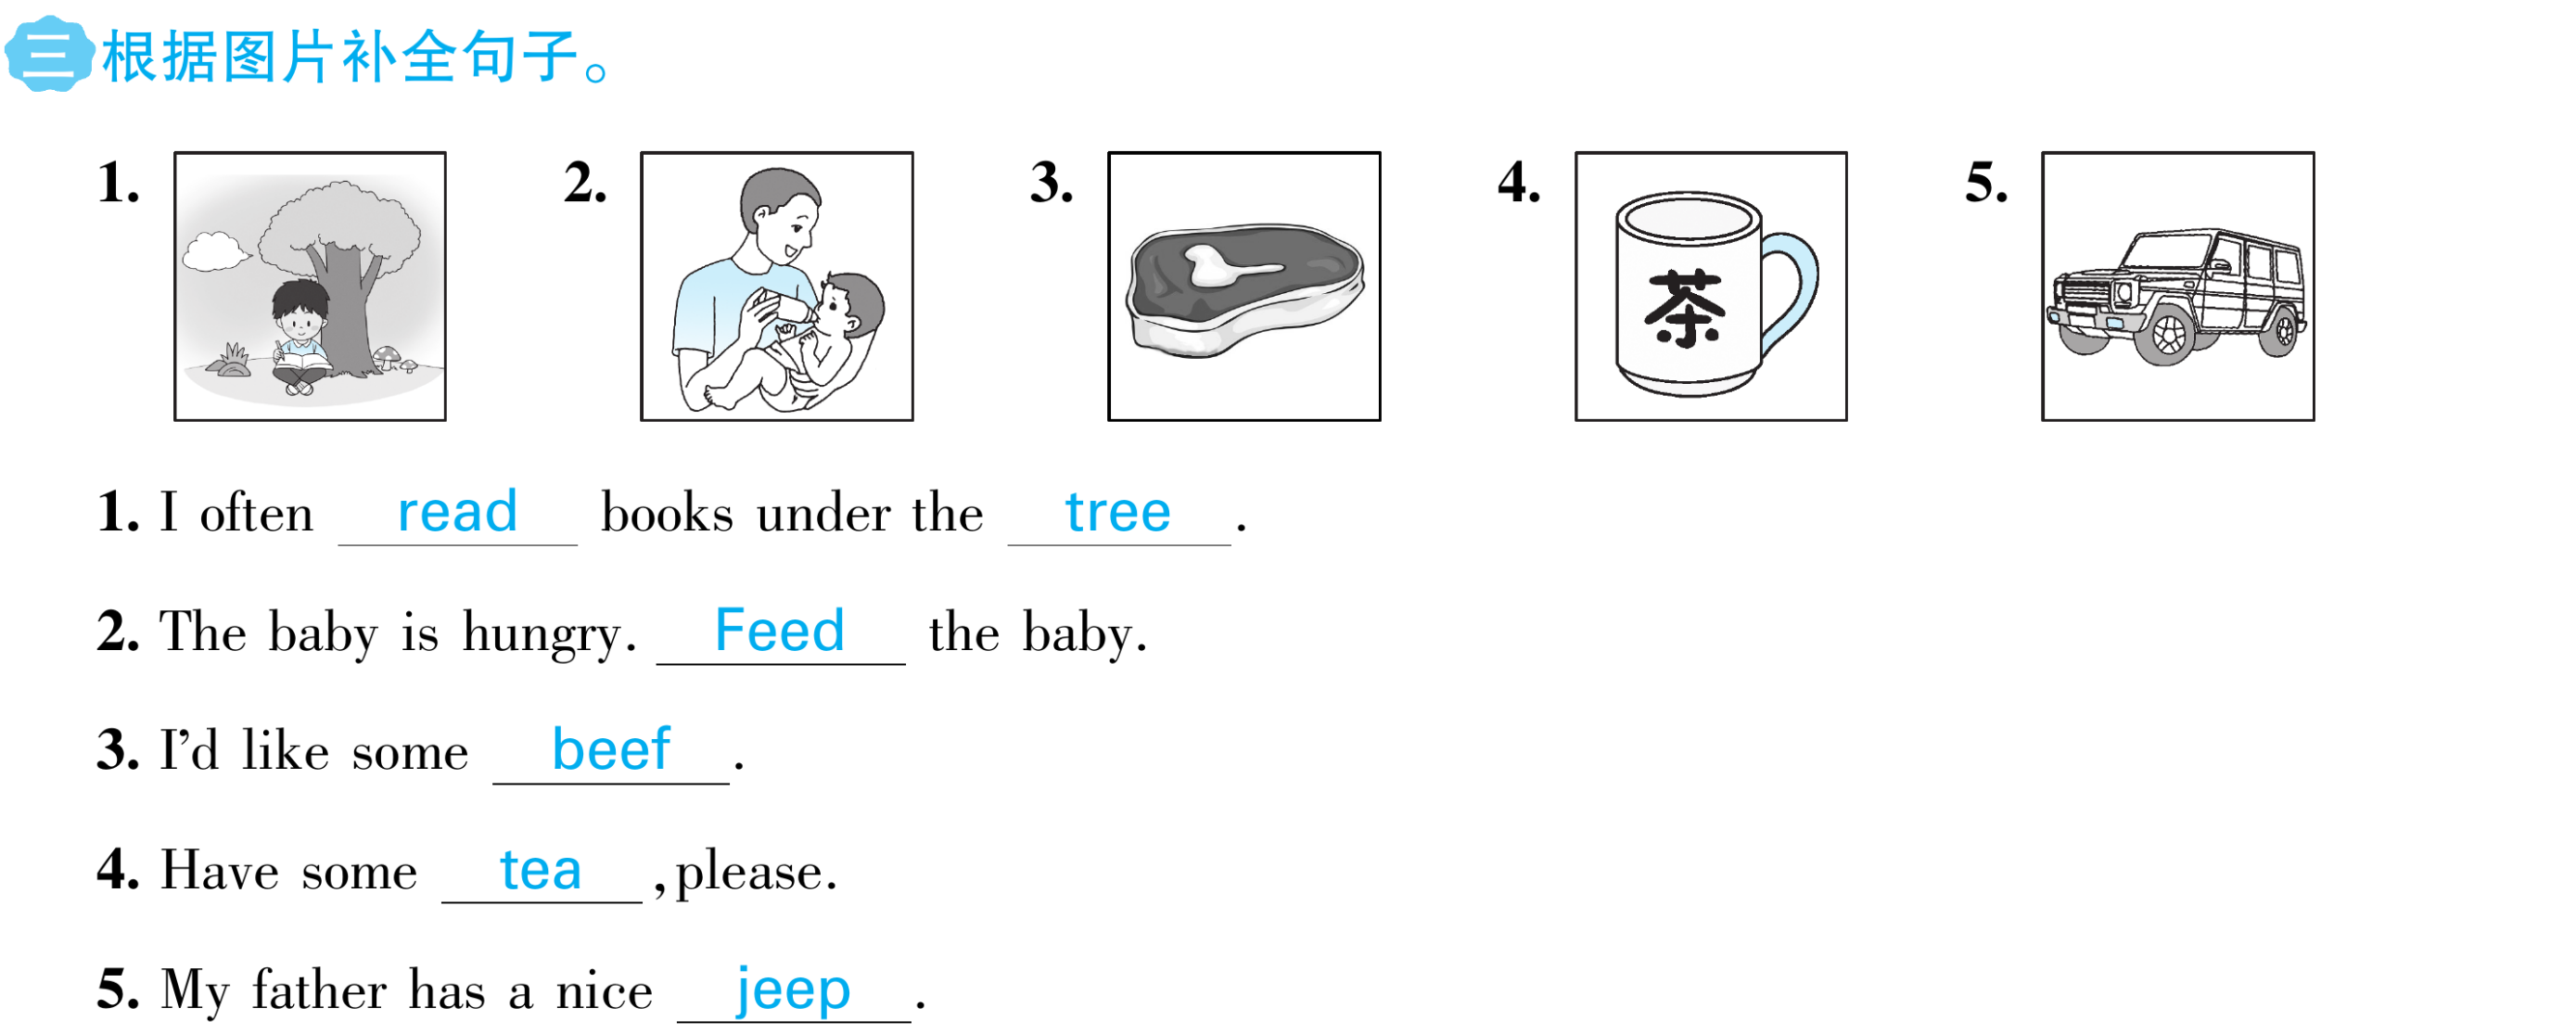 三 根据图片补全句子。
1. 2. 3. 4. 5.
茶
1. I often read books under the tree.
2. The baby is hungry. Feed the baby.
3. I'd like some beef.
4. Have some tea, please.
5. My father has a nice jeep.